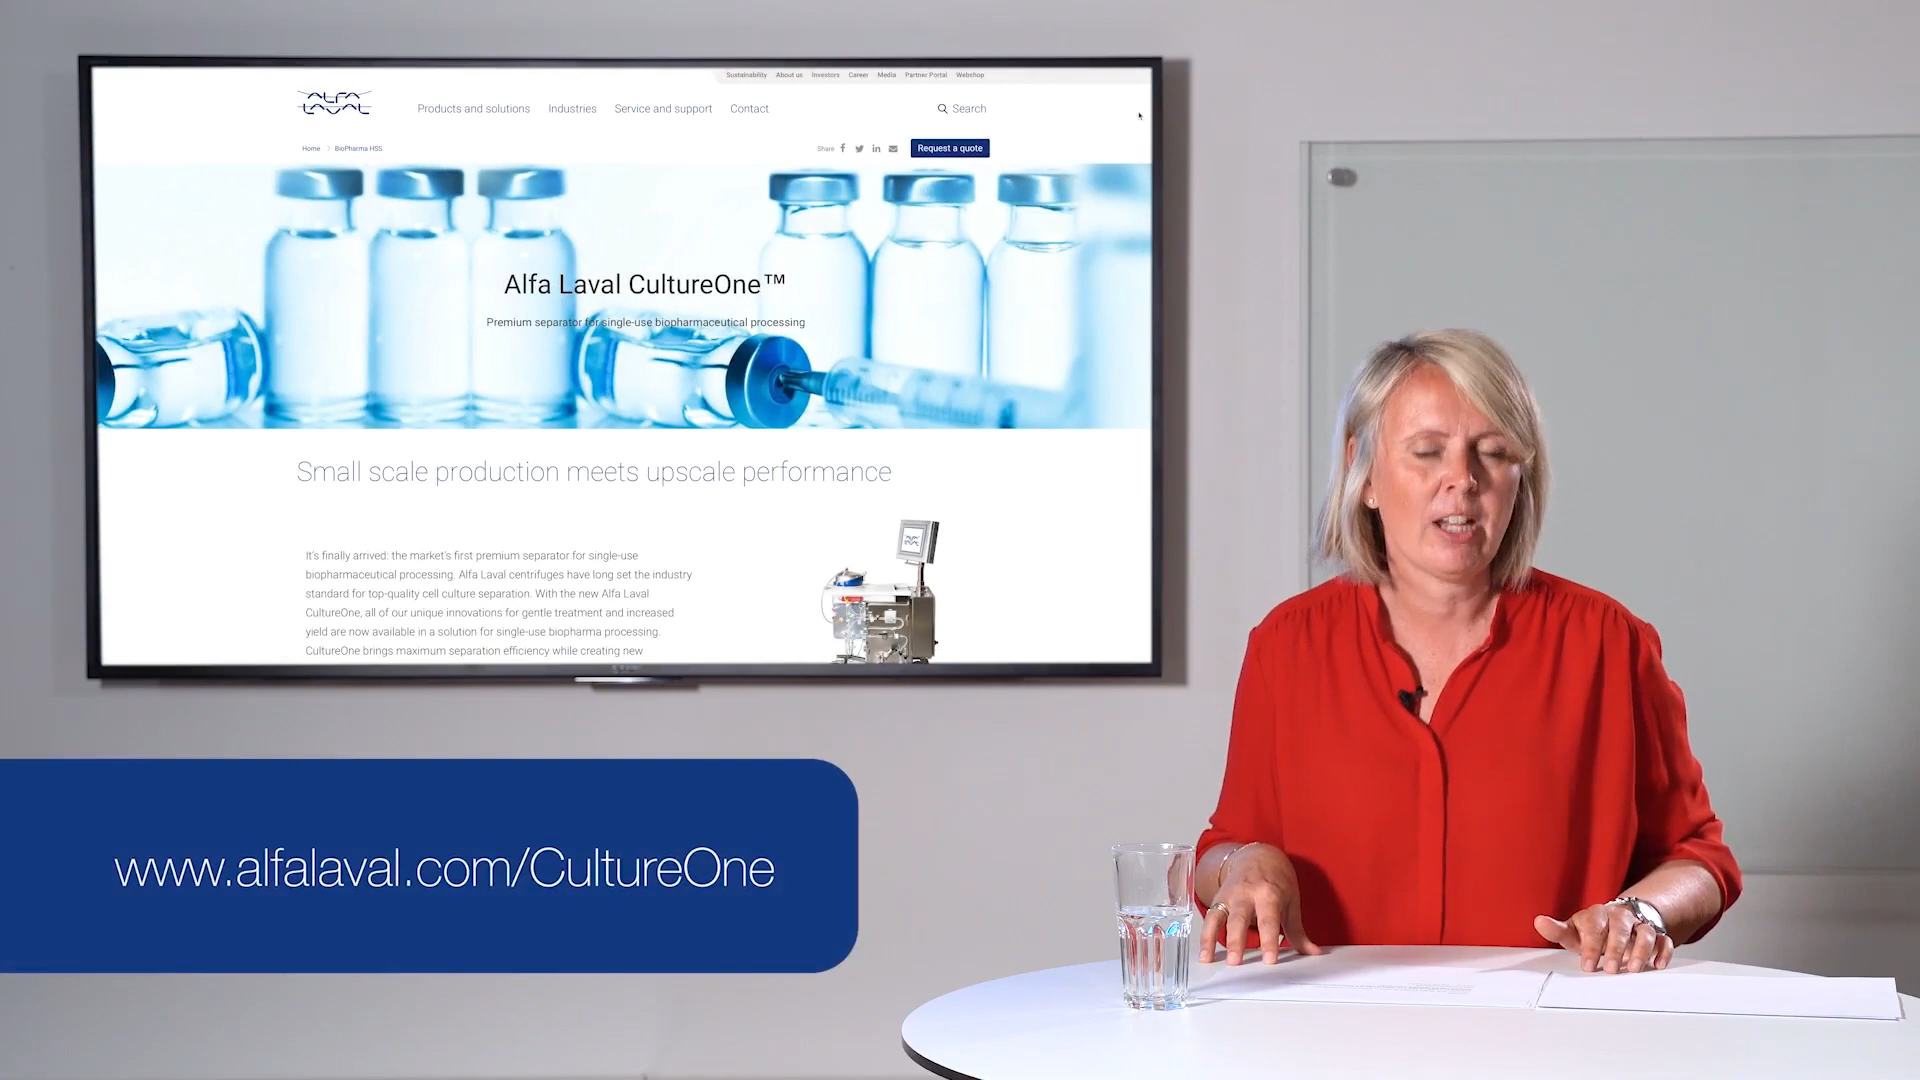 Sustainability About us Investors Career Media Partner Portal Webshop
ALFA
LAVAL
Products and solutions Industries Service and support Contact Search
Home BioPharma HSS
Share f in Request a quote
Alfa Laval CultureOne™
Premium separator for single-use biopharmaceutical processing
Small scale production meets upscale performance
It's finally arrived: the market's first premium separator for single-use
biopharmaceutical processing. Alfa Laval centrifuges have long set the industry
standard for top-quality cell culture separation. With the new Alfa Laval
CultureOne, all of our unique innovations for gentle treatment and increased
yield are now available in a solution for single-use biopharma processing.
CultureOne brings maximum separation efficiency while creating new
www.alfalaval.com/CultureOne